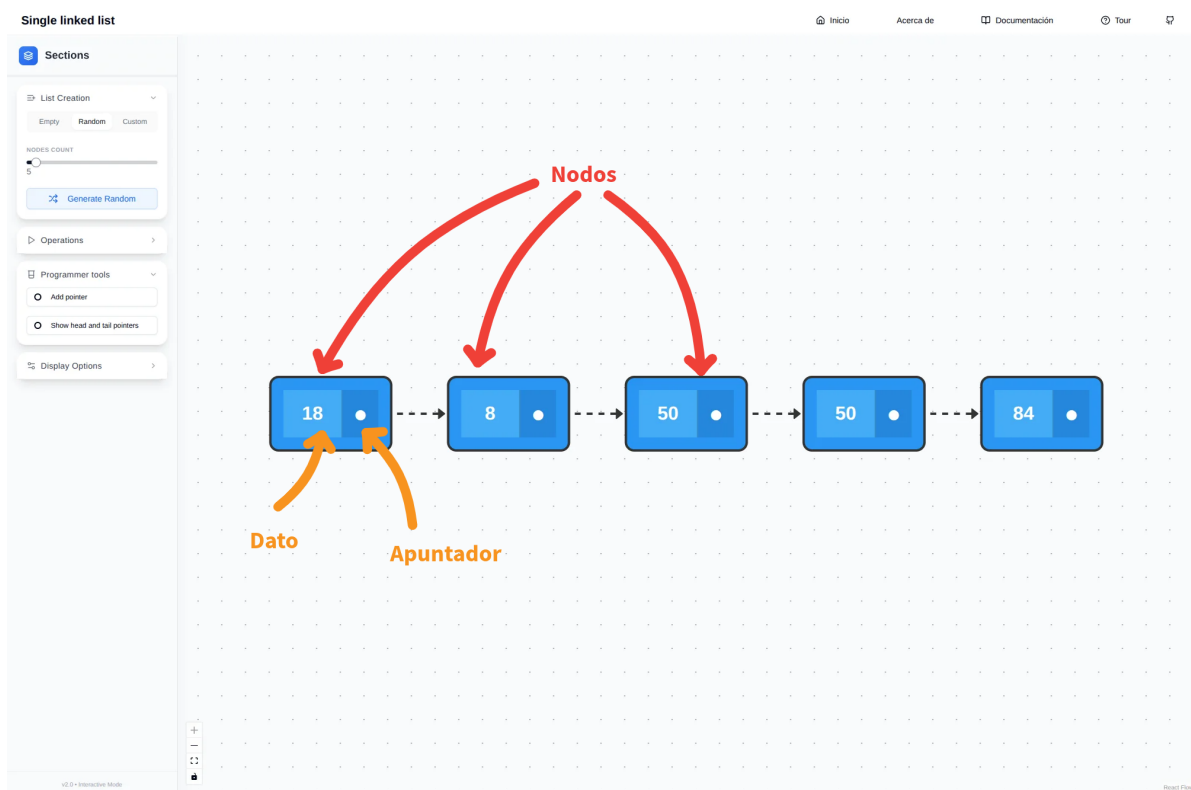 Single linked list
Inicio
Acerca de
Documentación
Tour
Sections
List Creation
Empty Random Custom
NODES COUNT
5
Generate Random
Operations
Programmer tools
Add pointer
Show head and tail pointers
Display Options
v2.0 • Interactive Mode
Nodos
18 8 50 50 84
Dato
Apuntador
React Flow